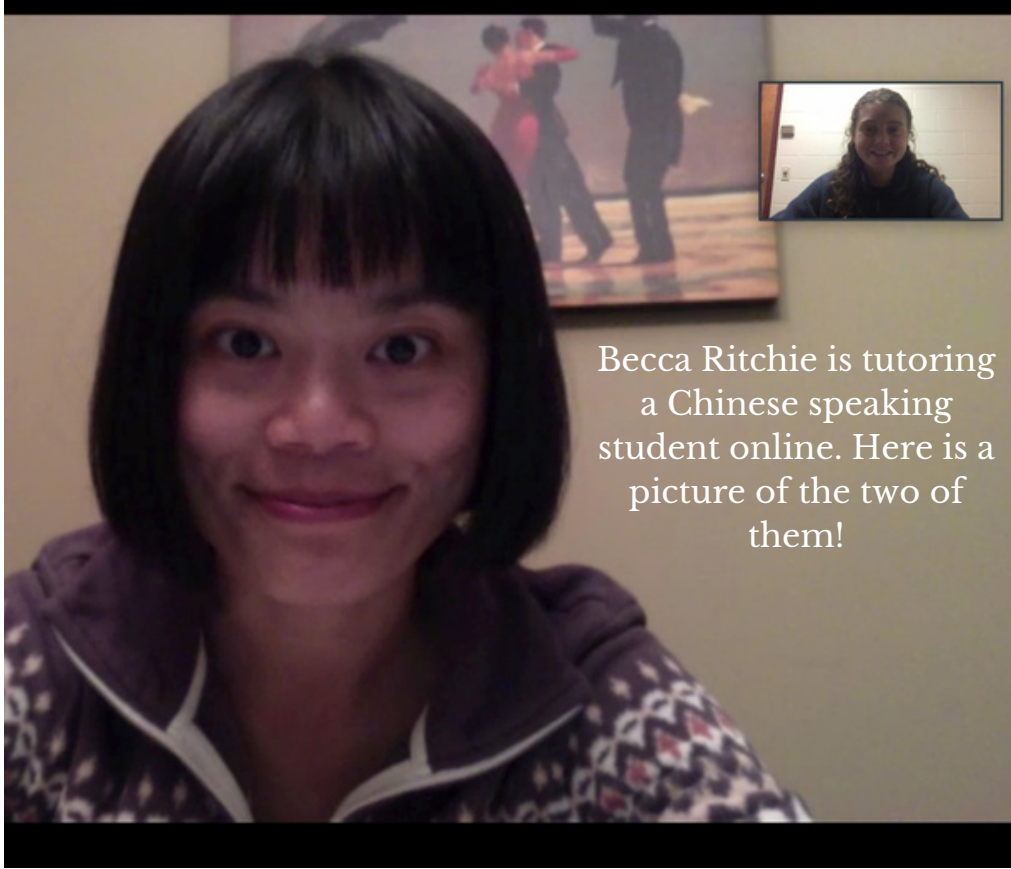 Becca Ritchie is tutoring
a Chinese speaking
student online. Here is a
picture of the two of
them!